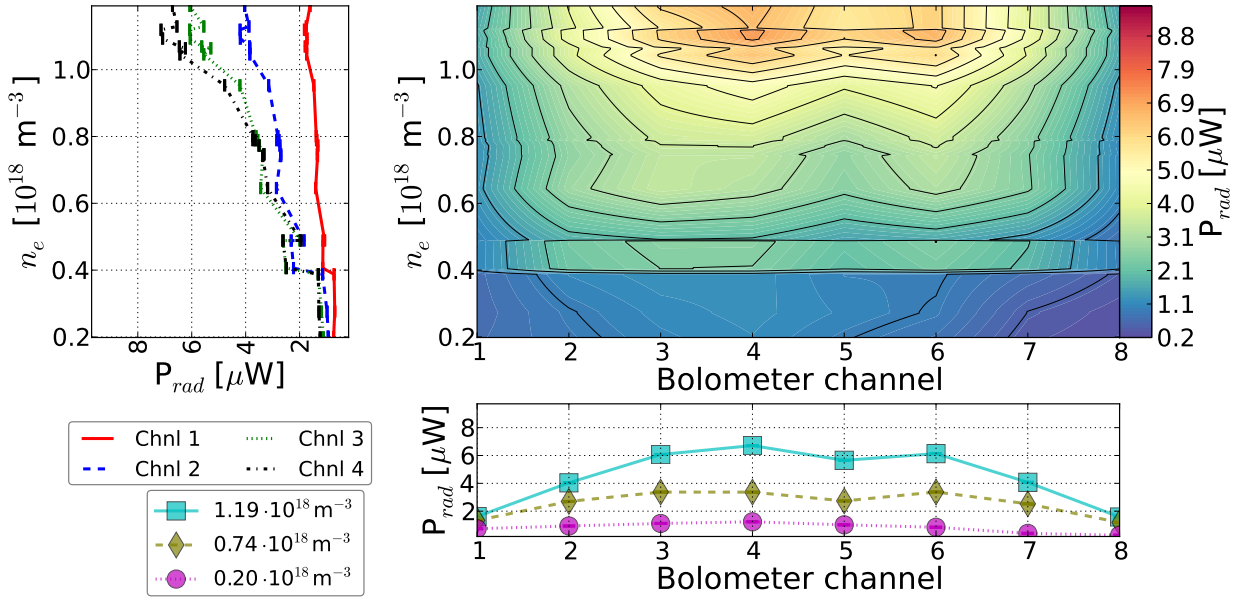 1.0
0.8
0.6
0.4
0.2
n_e [10^18 m^−3]
8
6
4
2
P_rad [μW]
1.0
0.8
0.6
0.4
0.2
n_e [10^18 m^−3]
1 2 3 4 5 6 7 8
Bolometer channel
8.8
7.9
6.9
6.0
5.0
4.0
3.1
2.1
1.1
0.2
P_rad [μW]
Chnl 1
Chnl 2
Chnl 3
Chnl 4
1.19 ·10^18 m^−3
0.74 ·10^18 m^−3
0.20 ·10^18 m^−3
8
6
4
2
P_rad [μW]
1 2 3 4 5 6 7 8
Bolometer channel